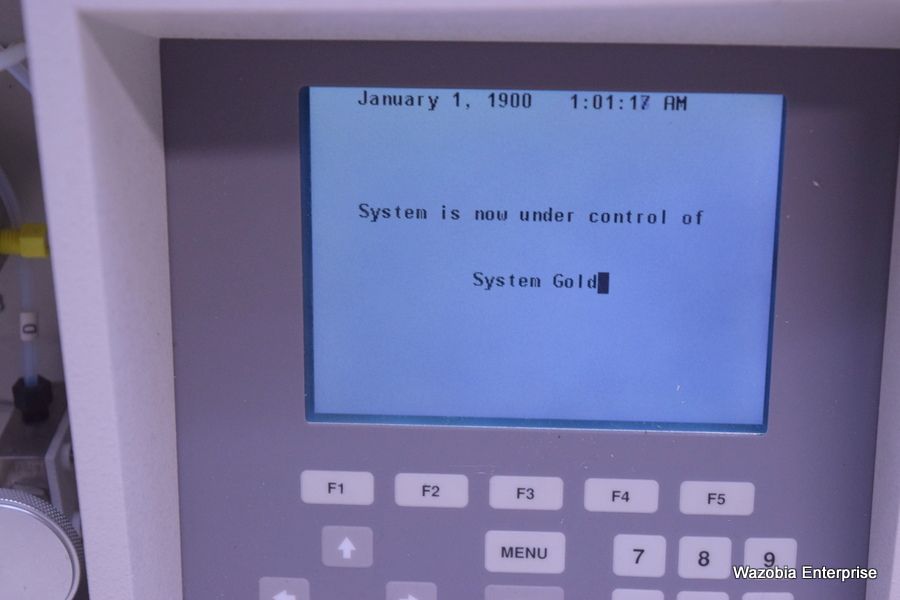 January 1, 1900 1:01:17 AM
System is now under control of
System Gold
F1 F2 F3 F4 F5
MENU 7 8 9
Wazobia Enterprise